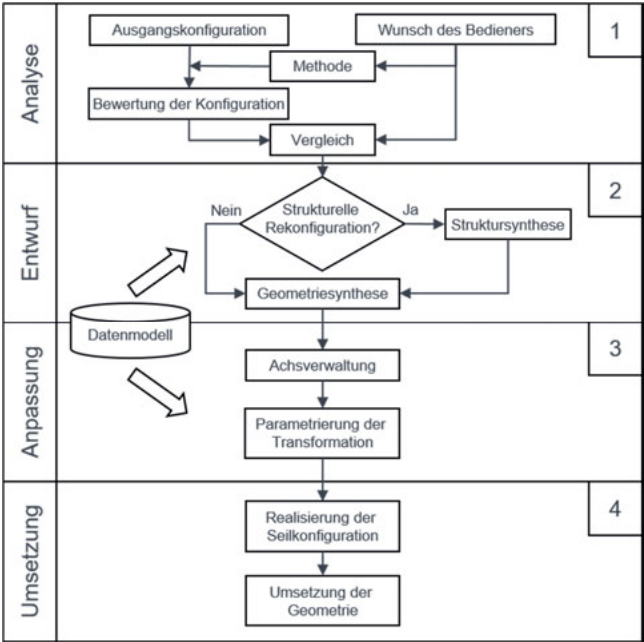 Analyse
1
Ausgangskonfiguration
Wunsch des Bedieners
Methode
Bewertung der Konfiguration
Vergleich
Entwurf
2
Nein
Strukturelle
Rekonfiguration?
Ja
Struktursynthese
Geometriesynthese
Datenmodell
Anpassung
3
Achsverwaltung
Parametrierung der
Transformation
Umsetzung
4
Realisierung der
Seilkonfiguration
Umsetzung der
Geometrie